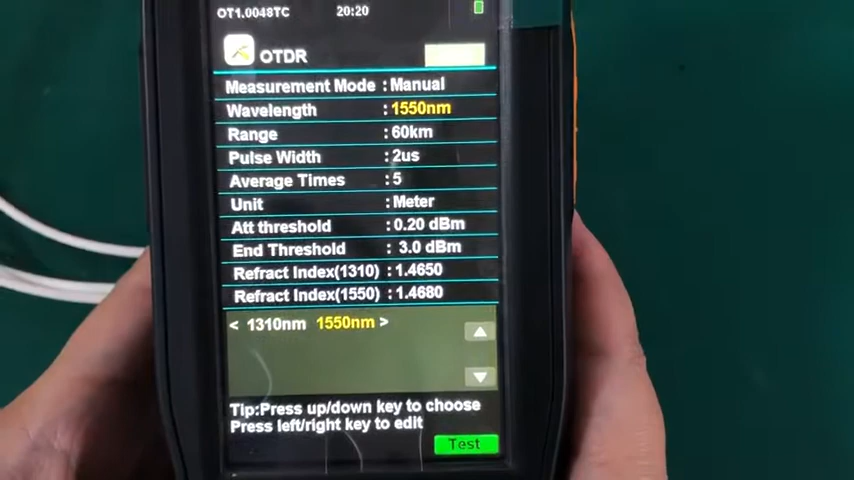 OT1.0048TC 20:20
OTDR
Measurement Mode : Manual
Wavelength : 1550nm
Range : 60km
Pulse Width : 2us
Average Times : 5
Unit : Meter
Att threshold : 0.20 dBm
End Threshold : 3.0 dBm
Refract Index(1310) : 1.4650
Refract Index(1550) : 1.4680
< 1310nm 1550nm >
Tip:Press up/down key to choose
Press left/right key to edit
Test